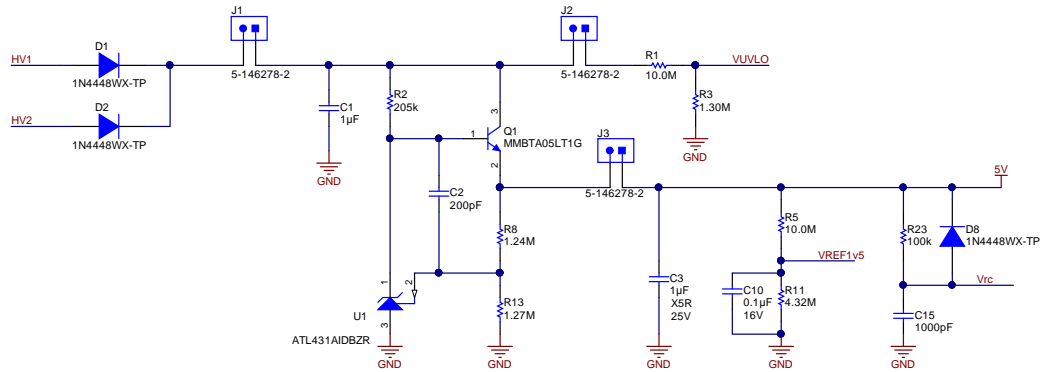 J1
J2
D1
HV1
1N4448WX-TP
5-146278-2
5-146278-2
R1
10.0M
VUVLO
D2
HV2
1N4448WX-TP
C1
1µF
R2
205k
3
1
2
Q1
MMBTA05LT1G
R3
1.30M
GND
GND
J3
5-146278-2
5V
C2
200pF
R8
1.24M
R5
10.0M
R23
100k
D8
1N4448WX-TP
VREF1v5
Vrc
1
2
3
U1
ATL431AIDBZR
R13
1.27M
C3
1µF
X5R
25V
C10
0.1µF
16V
R11
4.32M
C15
1000pF
GND
GND
GND
GND
GND